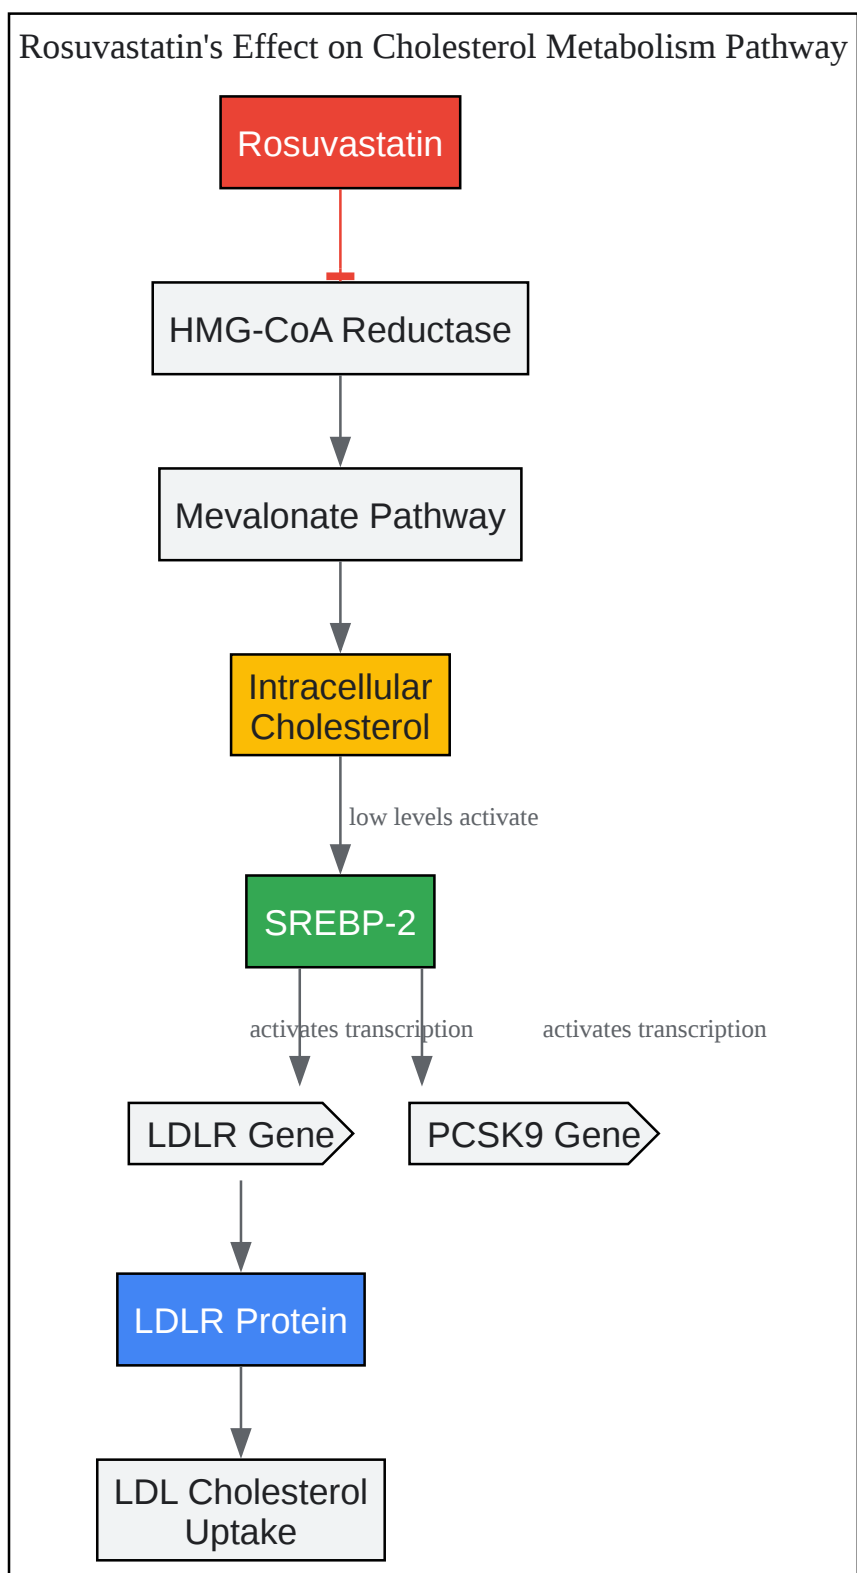 Rosuvastatin's Effect on Cholesterol Metabolism Pathway
Rosuvastatin
HMG-CoA Reductase
Mevalonate Pathway
Intracellular
Cholesterol
low levels activate
SREBP-2
activates transcription
activates transcription
LDLR Gene
PCSK9 Gene
LDLR Protein
LDL Cholesterol
Uptake